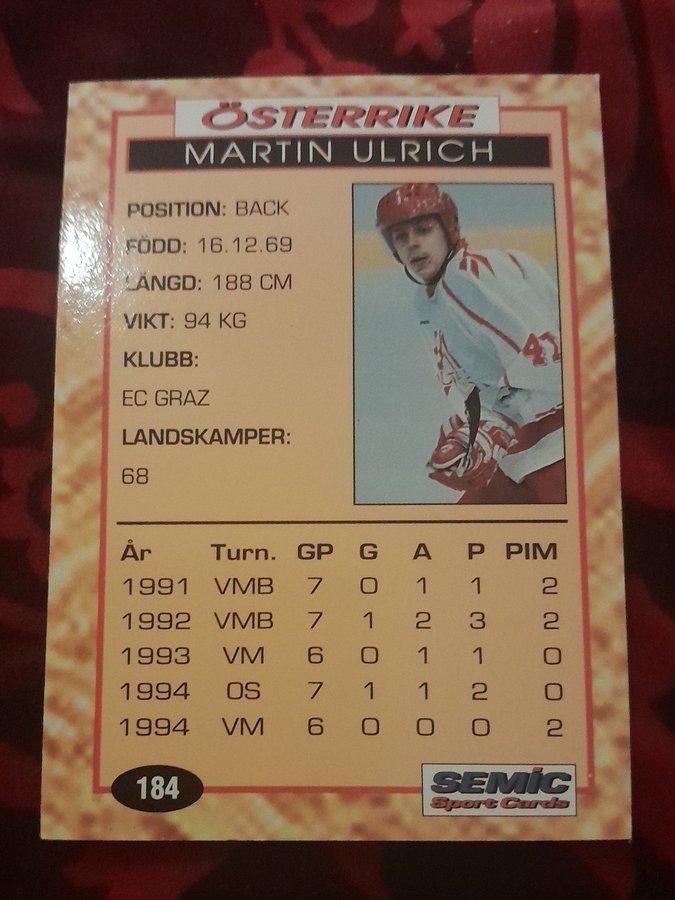 ÖSTERRIKE
MARTIN ULRICH
POSITION: BACK
FÖDD: 16.12.69
LÄNGD: 188 CM
VIKT: 94 KG
KLUBB:
EC GRAZ
LANDSKAMPER:
68
År Turn. GP G A P PIM
1991 VMB 7 0 1 1 2
1992 VMB 7 1 2 3 2
1993 VM 6 0 1 1 0
1994 OS 7 1 1 2 0
1994 VM 6 0 0 0 2
184
SEMIC
Sport Cards